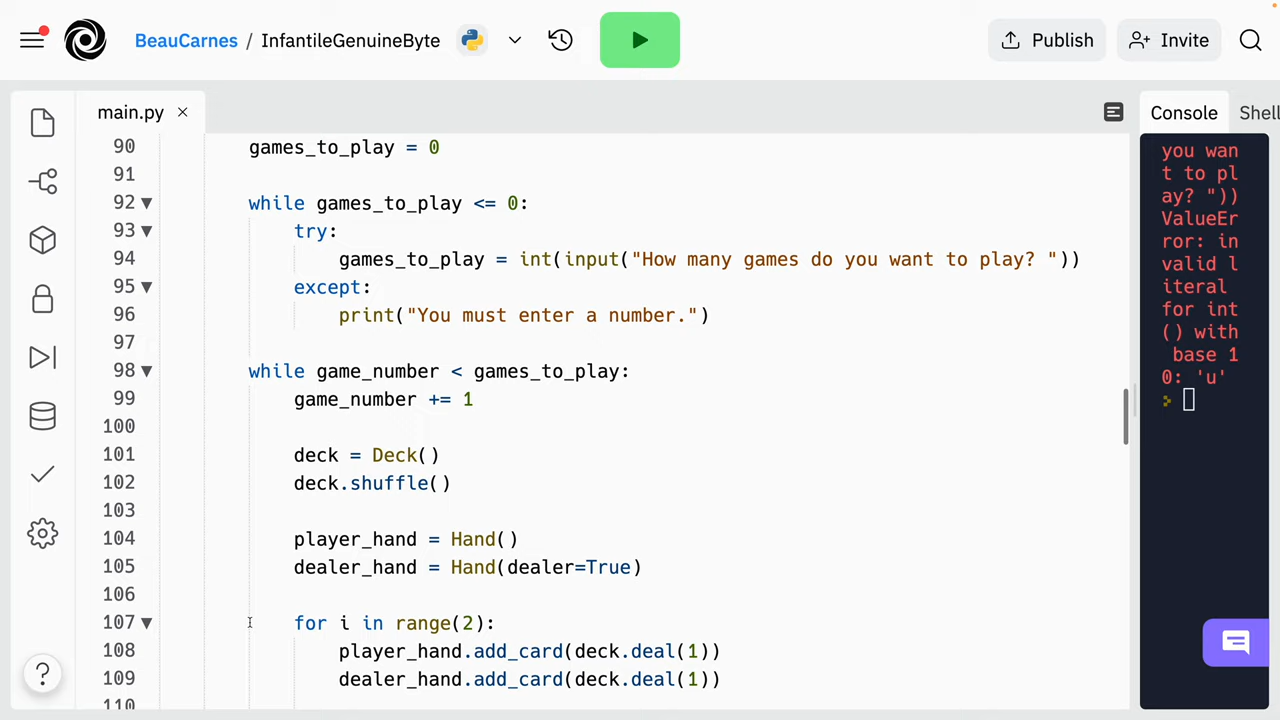 BeauCarnes / InfantileGenuineByte
Publish
Invite
main.py
Console
Shell
90 games_to_play = 0
91
92 while games_to_play <= 0:
93 try:
94 games_to_play = int(input("How many games do you want to play? "))
95 except:
96 print("You must enter a number.")
97
98 while game_number < games_to_play:
99 game_number += 1
100
101 deck = Deck()
102 deck.shuffle()
103
104 player_hand = Hand()
105 dealer_hand = Hand(dealer=True)
106
107 for i in range(2):
108 player_hand.add_card(deck.deal(1))
109 dealer_hand.add_card(deck.deal(1))
110
you wan
t to pl
ay? "))
ValueEr
ror: in
valid l
iteral
for int
() with
base 1
0: 'u'
?